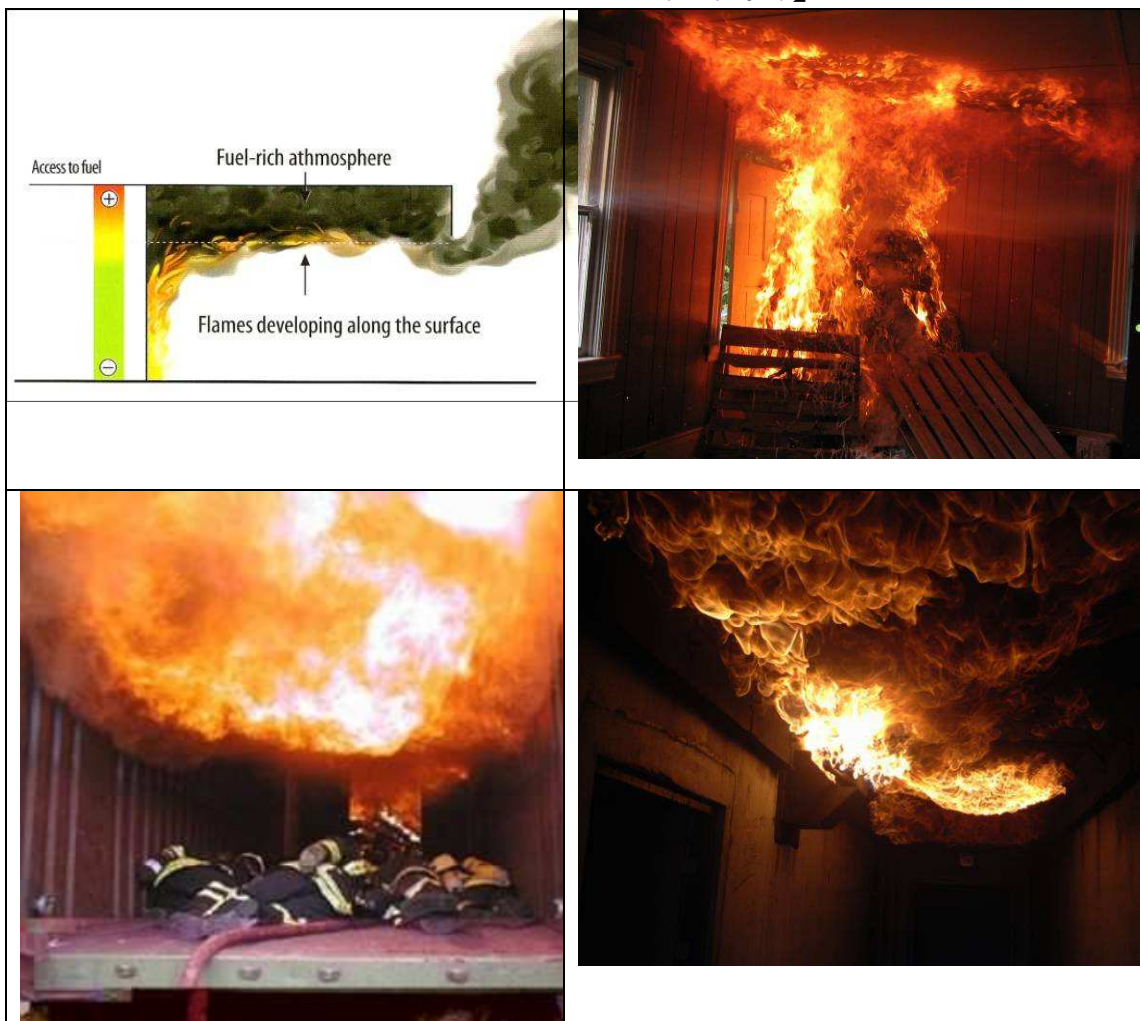 Access to fuel
Fuel-rich athmosphere
+
Flames developing along the surface
−